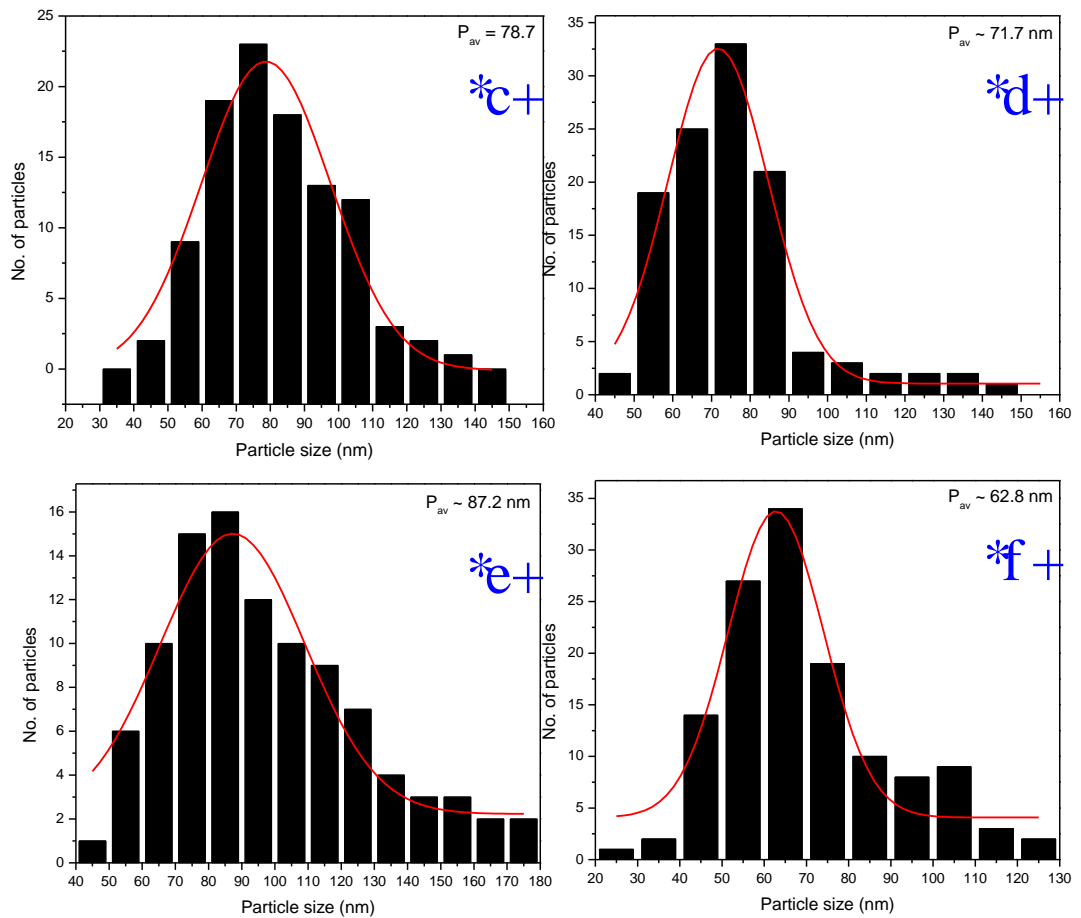 P av = 78.7
*c+
No. of particles
25
20
15
10
5
0
20 30 40 50 60 70 80 90 100 110 120 130 140 150 160
Particle size (nm)
P av ~ 71.7 nm
*d+
No. of particles
35
30
25
20
15
10
5
0
40 50 60 70 80 90 100 110 120 130 140 150 160
Particle size (nm)
P av ~ 87.2 nm
*e+
No. of particles
16
14
12
10
8
6
4
2
0
40 50 60 70 80 90 100 110 120 130 140 150 160 170 180
Particle size (nm)
P av ~ 62.8 nm
*f +
No. of particles
35
30
25
20
15
10
5
0
20 30 40 50 60 70 80 90 100 110 120 130
Particle size (nm)